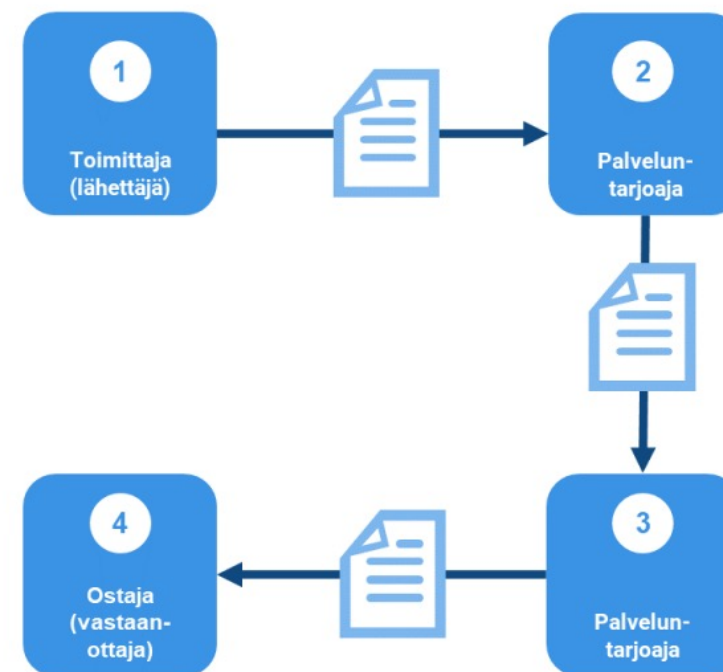 1
Toimittaja
(lähettäjä)
2
Palvelun-
tarjoaja
3
Palvelun-
tarjoaja
4
Ostaja
(vastaan-
ottaja)